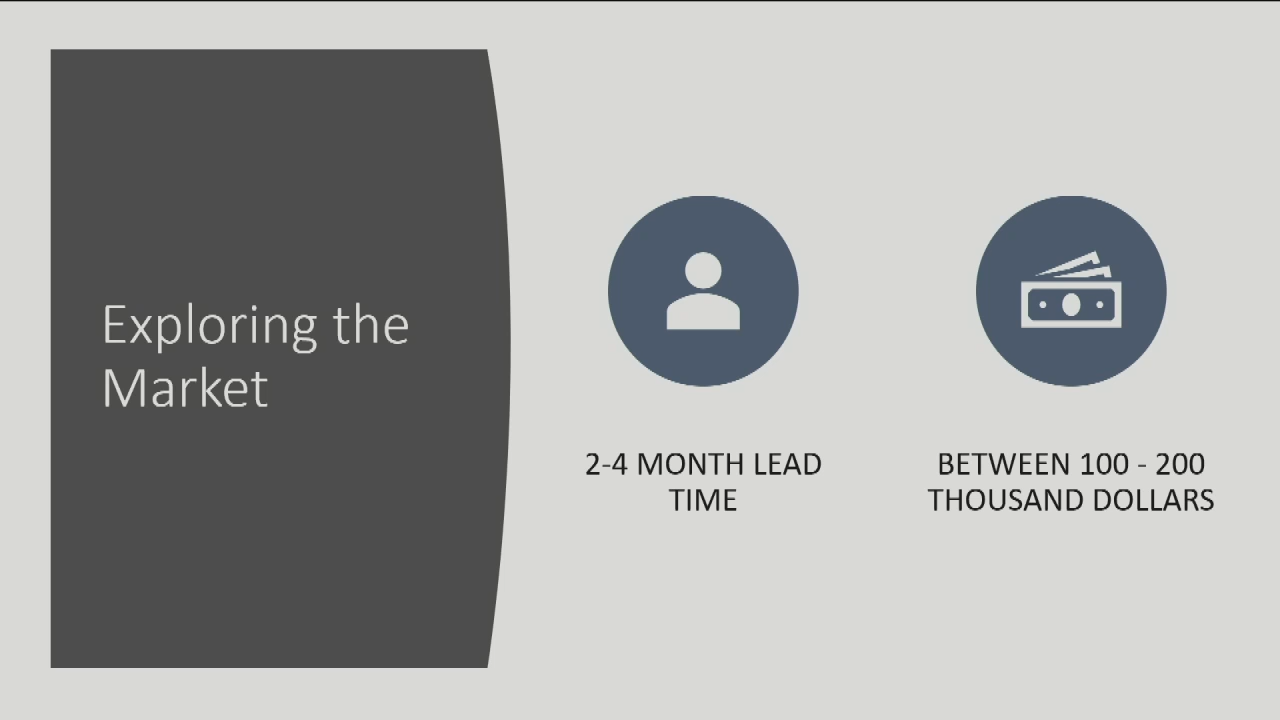 Exploring the
Market
2-4 MONTH LEAD
TIME
BETWEEN 100 - 200
THOUSAND DOLLARS